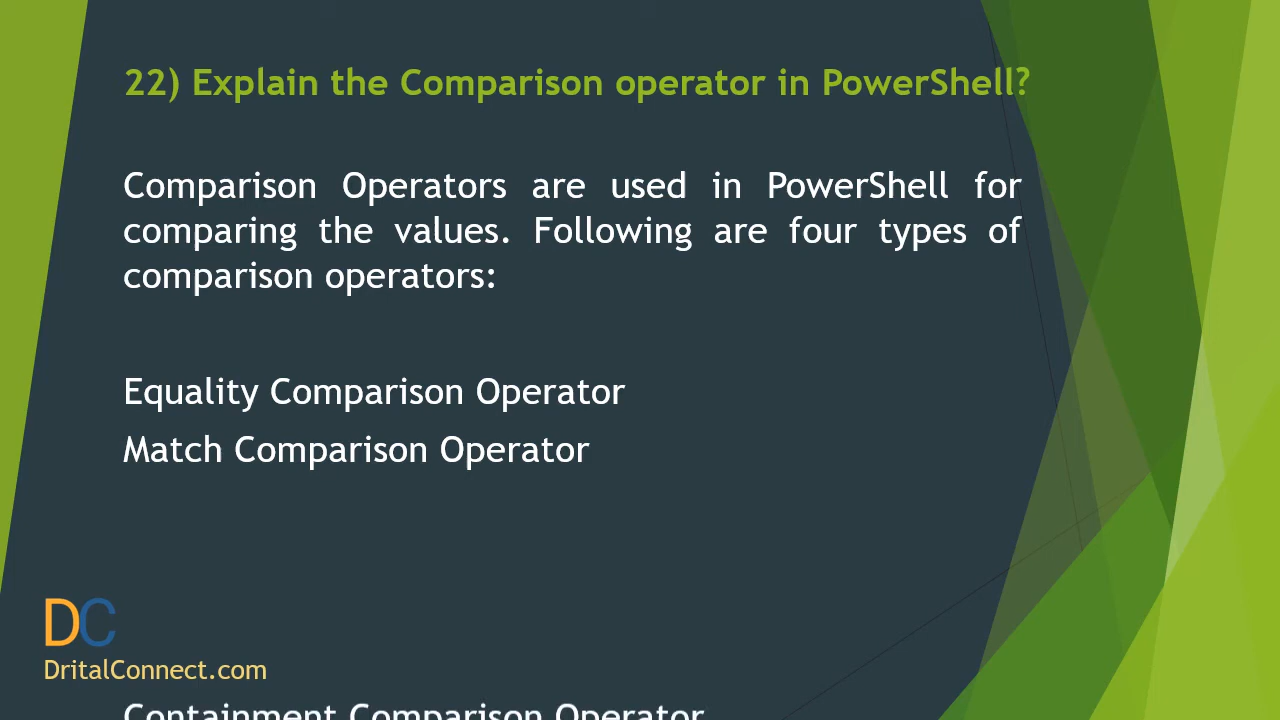 22) Explain the Comparison operator in PowerShell?
Comparison Operators are used in PowerShell for
comparing the values. Following are four types of
comparison operators:
Equality Comparison Operator
Match Comparison Operator
DC
DritalConnect.com
Containment Comparison Operator